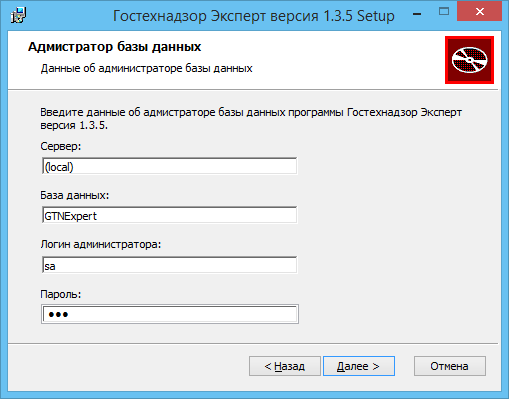 Гостехнадзор Эксперт версия 1.3.5 Setup
Адмистратор базы данных
Данные об администраторе базы данных
Введите данные об адмистраторе базы данных программы Гостехнадзор Эксперт
версия 1.3.5.
Сервер:
(local)
База данных:
GTNExpert
Логин администратора:
sa
Пароль:
●●●
< Назад Далее > Отмена